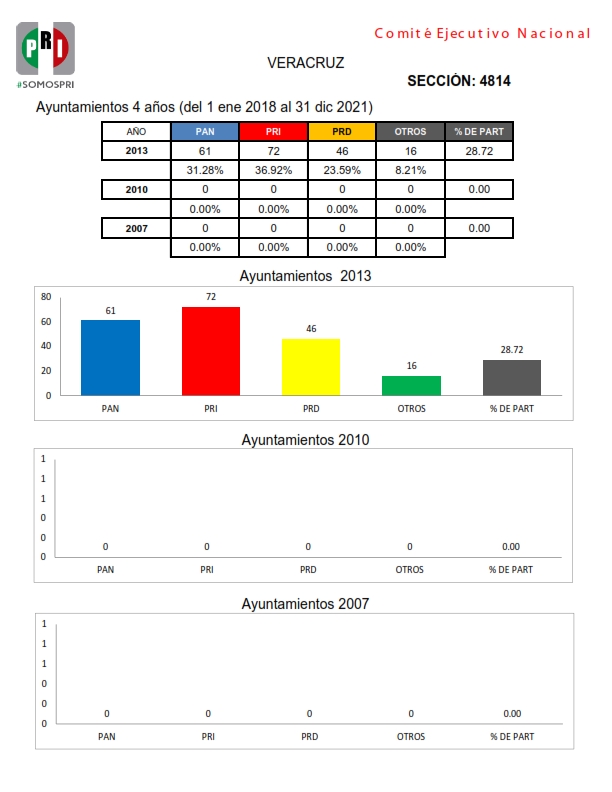 Comité Ejecutivo Nacional
PRI
#SOMOSPRI
VERACRUZ
SECCIÓN: 4814
Ayuntamientos 4 años (del 1 ene 2018 al 31 dic 2021)
AÑO PAN PRI PRD OTROS % DE PART
2013 61 72 46 16 28.72
31.28% 36.92% 23.59% 8.21%
2010 0 0 0 0 0.00
0.00% 0.00% 0.00% 0.00%
2007 0 0 0 0 0.00
0.00% 0.00% 0.00% 0.00%
Ayuntamientos 2013
80
60
40
20
0
61 72 46 16 28.72
PAN PRI PRD OTROS % DE PART
Ayuntamientos 2010
1
1
1
0
0
0
0 0 0 0 0.00
PAN PRI PRD OTROS % DE PART
Ayuntamientos 2007
1
1
1
0
0
0
0 0 0 0 0.00
PAN PRI PRD OTROS % DE PART